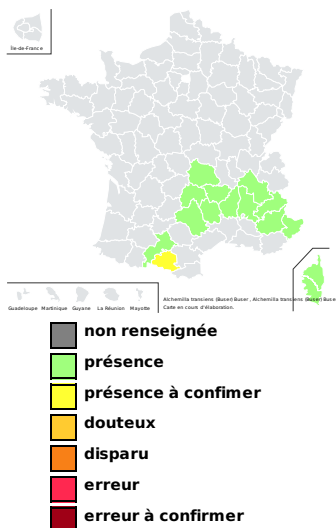 Île-de-France
Guadeloupe Martinique Guyane La Réunion Mayotte
Alchemilla transiens (Buser) Buser , Alchemilla transiens (Buser) Buser
Carte en cours d'élaboration.
non renseignée
présence
présence à confimer
douteux
disparu
erreur
erreur à confirmer